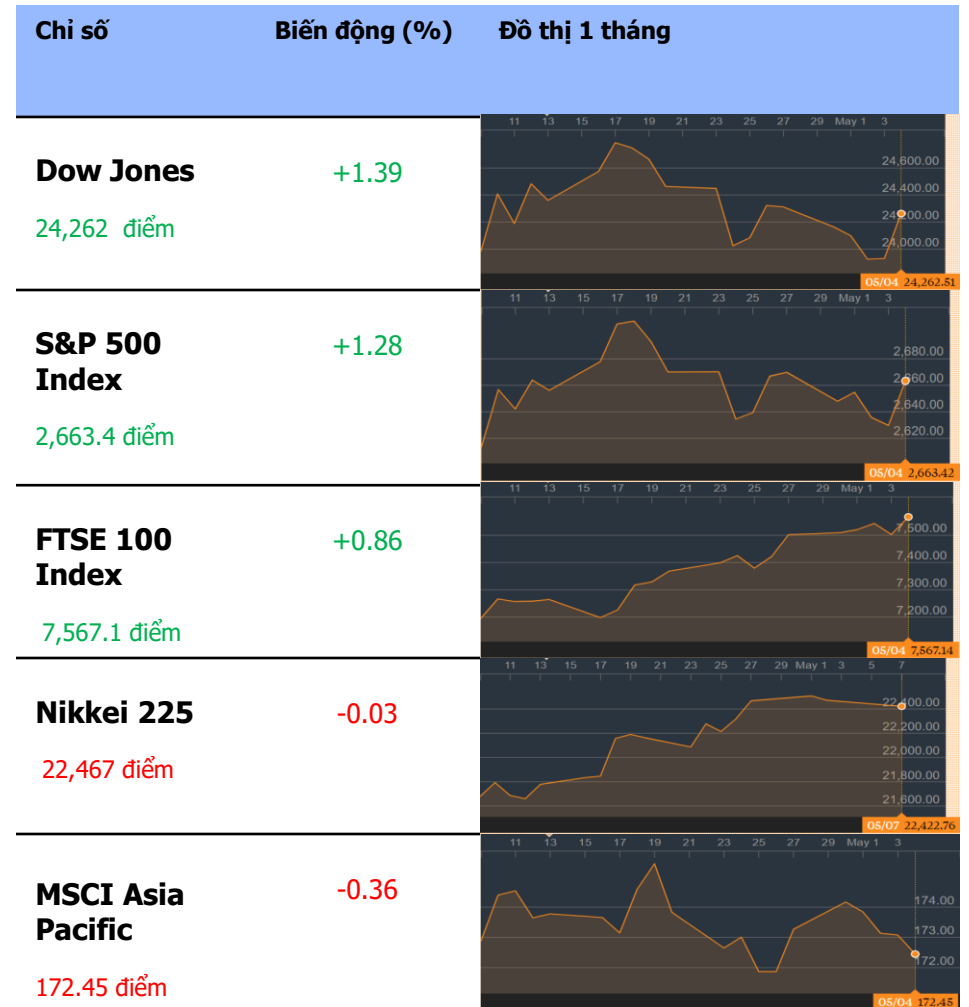 Chỉ số Biến động (%) Đồ thị 1 tháng
Dow Jones +1.39
24,262 điểm
11 13 15 17 19 21 23 25 27 29 May 1 3
24,600.00
24,400.00
24,200.00
24,000.00
05/04 24,262.51
S&P 500 +1.28
Index
2,663.4 điểm
11 13 15 17 19 21 23 25 27 29 May 1 3
2,680.00
2,660.00
2,640.00
2,620.00
05/04 2,663.42
FTSE 100 +0.86
Index
7,567.1 điểm
11 13 15 17 19 21 23 25 27 29 May 1 3
7,500.00
7,400.00
7,300.00
7,200.00
05/04 7,567.14
Nikkei 225 -0.03
22,467 điểm
11 13 15 17 19 21 23 25 27 29 May 1 3 5 7
22,400.00
22,200.00
22,000.00
21,800.00
21,600.00
05/07 22,422.76
MSCI Asia -0.36
Pacific
172.45 điểm
11 13 15 17 19 21 23 25 27 29 May 1 3
174.00
173.00
172.00
05/04 172.45